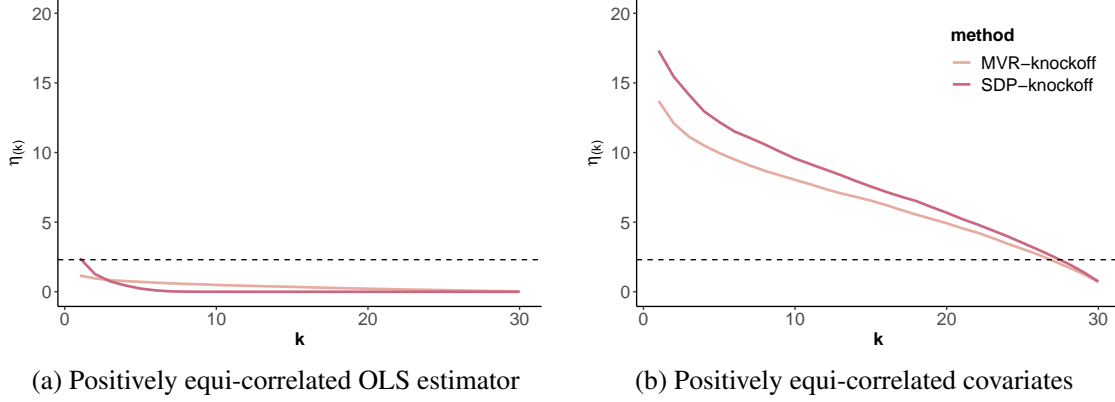 20
15
10
5
0
η(k)
0
10
20
30
k
(a) Positively equi-correlated OLS estimator
20
15
10
5
0
η(k)
method
MVR−knockoff
SDP−knockoff
0
10
20
30
k
(b) Positively equi-correlated covariates